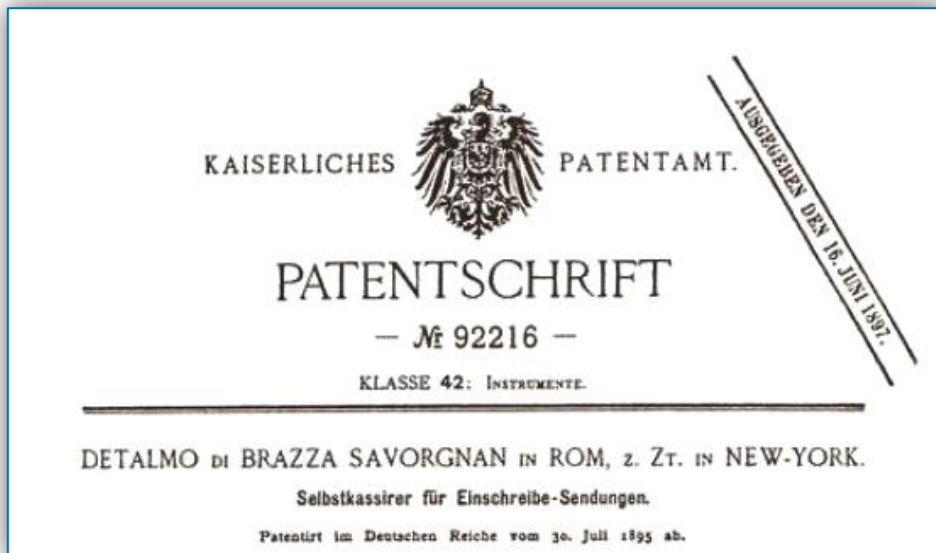 KAISERLICHES PATENTAMT.
AUSGEGEBEN DEN 16. JUNI 1897.
PATENTSCHRIFT
— № 92216 —
KLASSE 42: INSTRUMENTE.
DETALMO DI BRAZZA SAVORGNAN IN ROM, Z. ZT. IN NEW-YORK.
Selbstkassirer für Einschreibe-Sendungen.
Patentirt im Deutschen Reiche vom 30. Juli 1895 ab.